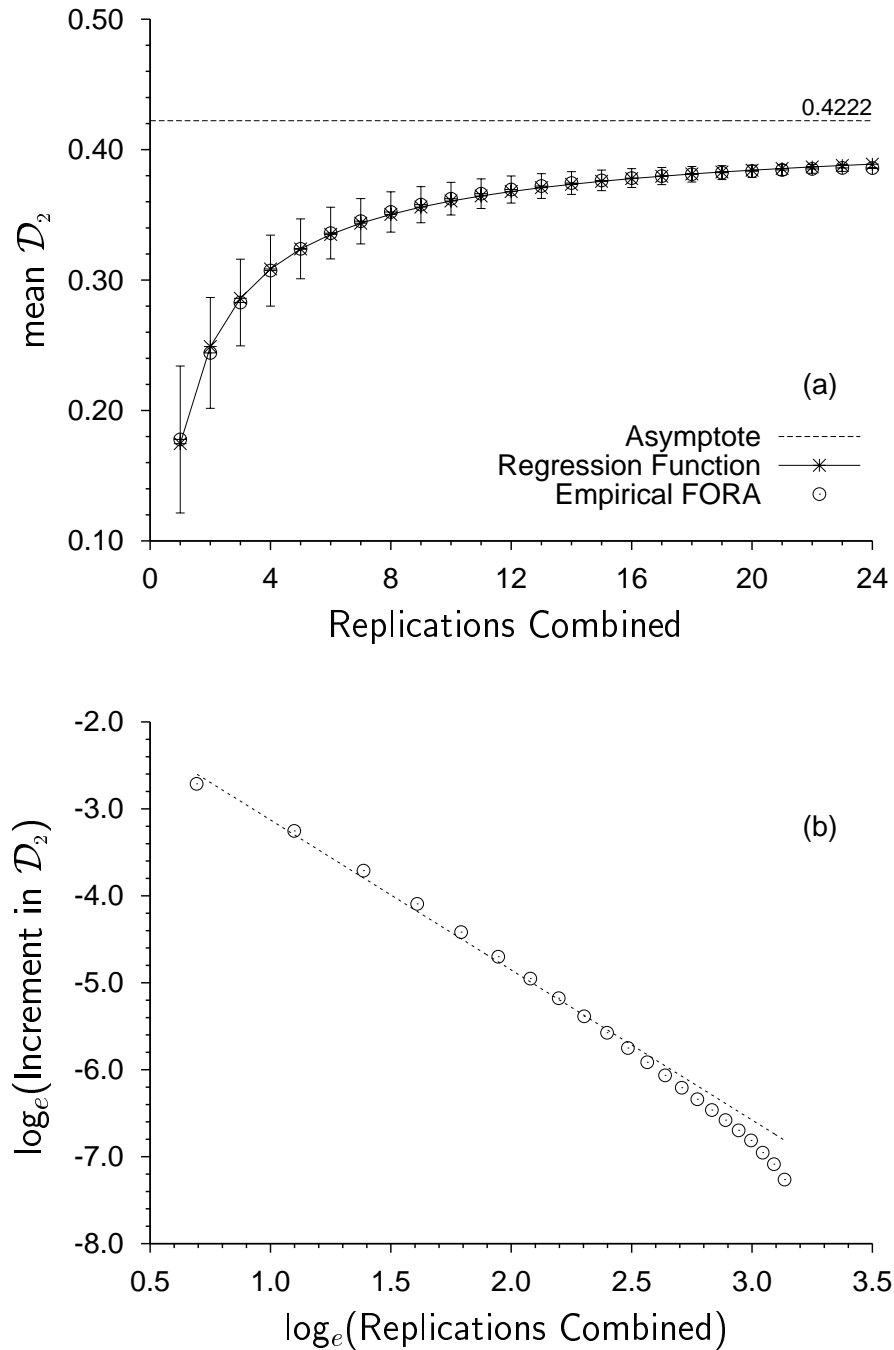 0.50
0.4222
0.40
0.30
0.20
0.10
mean 𝒟₂
(a)
Asymptote
Regression Function
Empirical FORA
0 4 8 12 16 20 24
Replications Combined
-2.0
-3.0
-4.0
-5.0
-6.0
-7.0
-8.0
logₑ(Increment in 𝒟₂)
(b)
0.5 1.0 1.5 2.0 2.5 3.0 3.5
logₑ(Replications Combined)